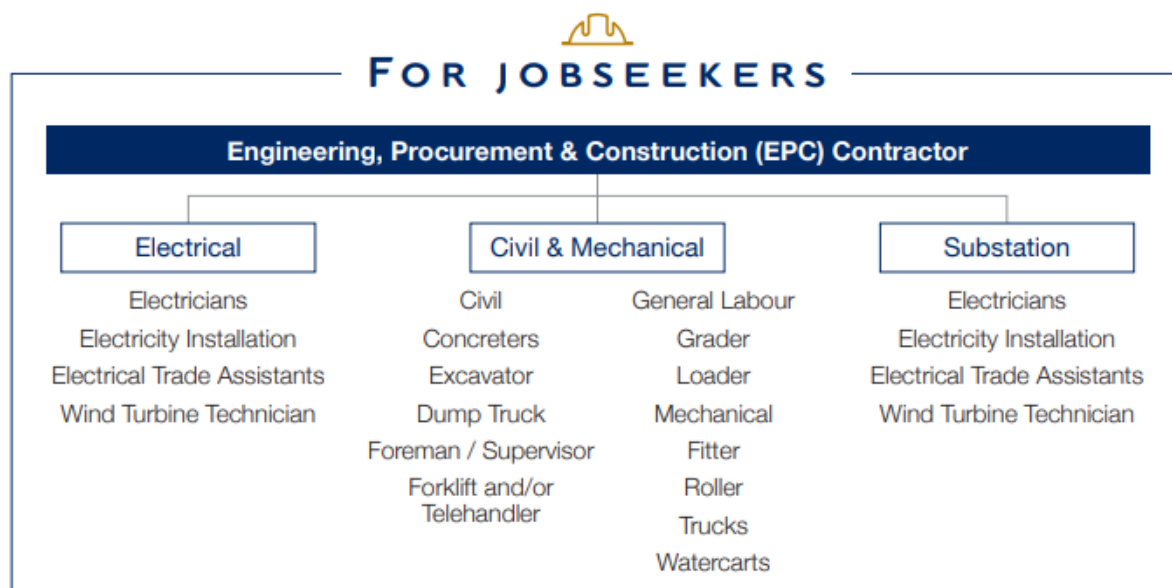 FOR JOBSEEKERS
Engineering, Procurement & Construction (EPC) Contractor
Electrical
Electricians
Electricity Installation
Electrical Trade Assistants
Wind Turbine Technician
Civil & Mechanical
Civil
Concreters
Excavator
Dump Truck
Foreman / Supervisor
Forklift and/or
Telehandler
General Labour
Grader
Loader
Mechanical
Fitter
Roller
Trucks
Watercarts
Substation
Electricians
Electricity Installation
Electrical Trade Assistants
Wind Turbine Technician